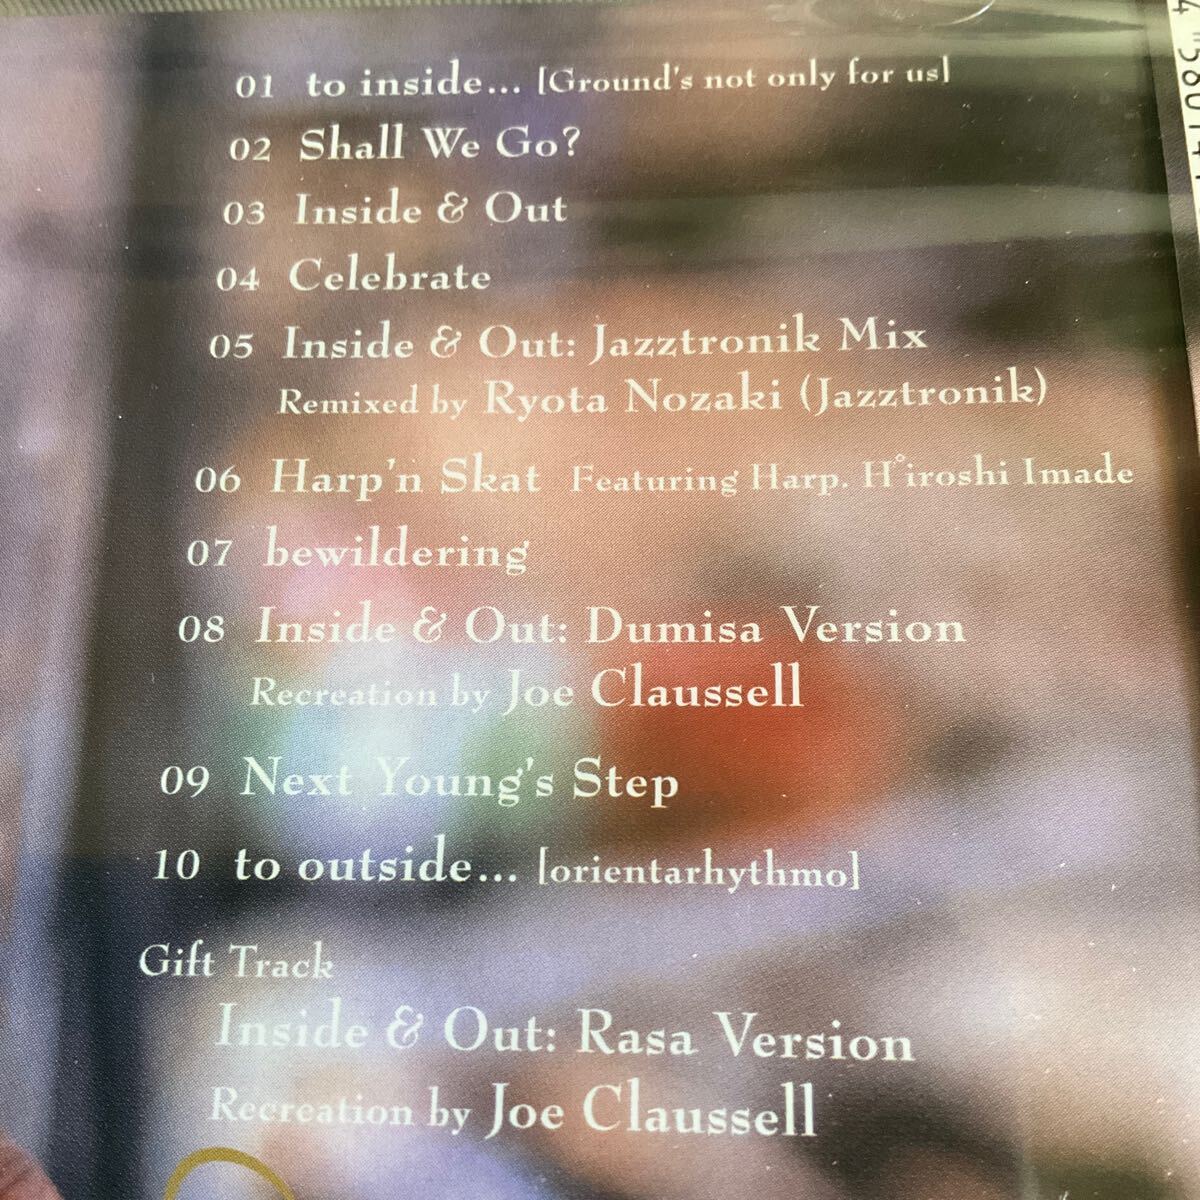 01 to inside... [Ground's not only for us]
02 Shall We Go?
03 Inside & Out
04 Celebrate
05 Inside & Out: Jazztronik Mix
Remixed by Ryota Nozaki (Jazztronik)
06 Harp'n Skat Featuring Harp. H°iroshi Imade
07 bewildering
08 Inside & Out: Dumisa Version
Recreation by Joe Claussell
09 Next Young's Step
10 to outside... [orientarhythmo]
Gift Track
Inside & Out: Rasa Version
Recreation by Joe Claussell